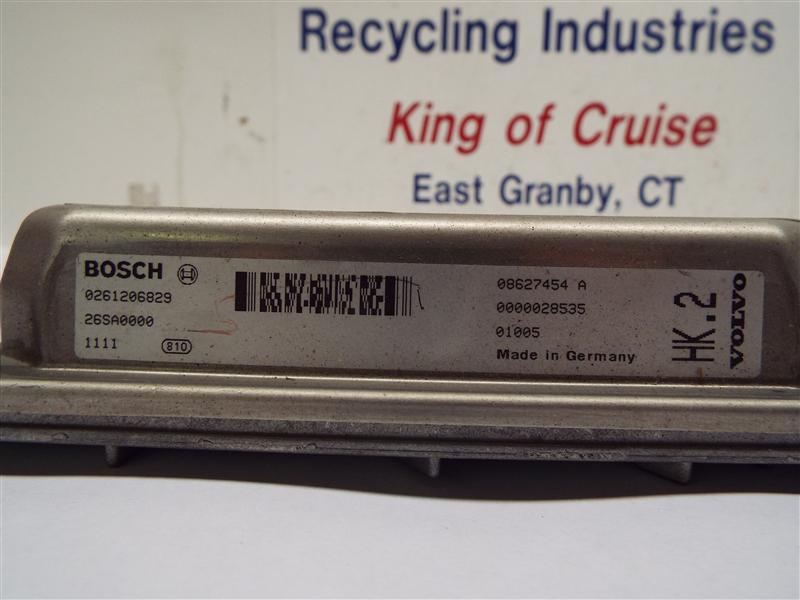 Recycling Industries
King of Cruise
East Granby, CT
BOSCH
0261206829
26SA0000
1111
810
08627454 A
0000028535
01005
Made in Germany
HK.2
VOLVO